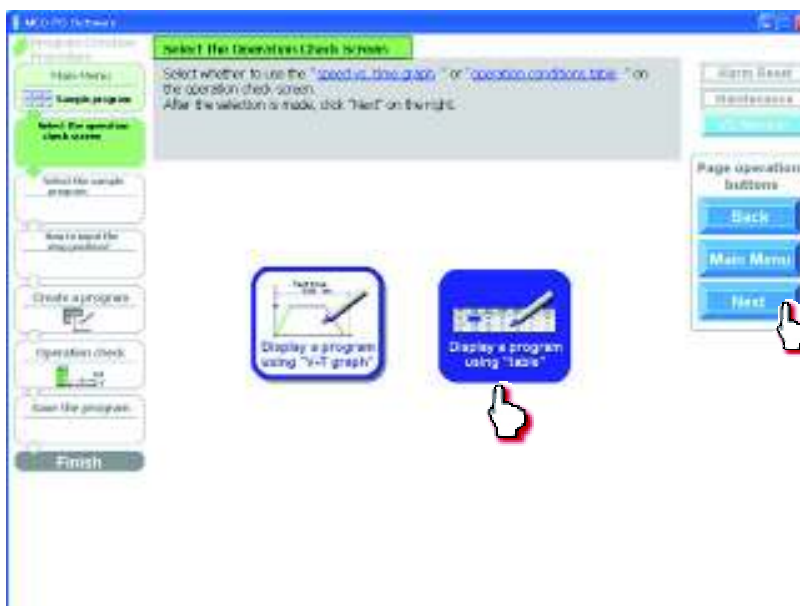 Select the Operation Check Screen
Select whether to use the "speed vs. time graph " or "operation conditions table " on
the operation check screen.
After the selection is made, click "Next" on the right.
Main Menu
Sample program
Select the operation
check screen
Select the sample
program
How to input the
stop position?
Create a program
Operation check
Save the program
Finish
Display a program
using "V-T graph"
Display a program
using "table"
Alarm Reset
Maintenance
Page operation
buttons
Back
Main Menu
Next